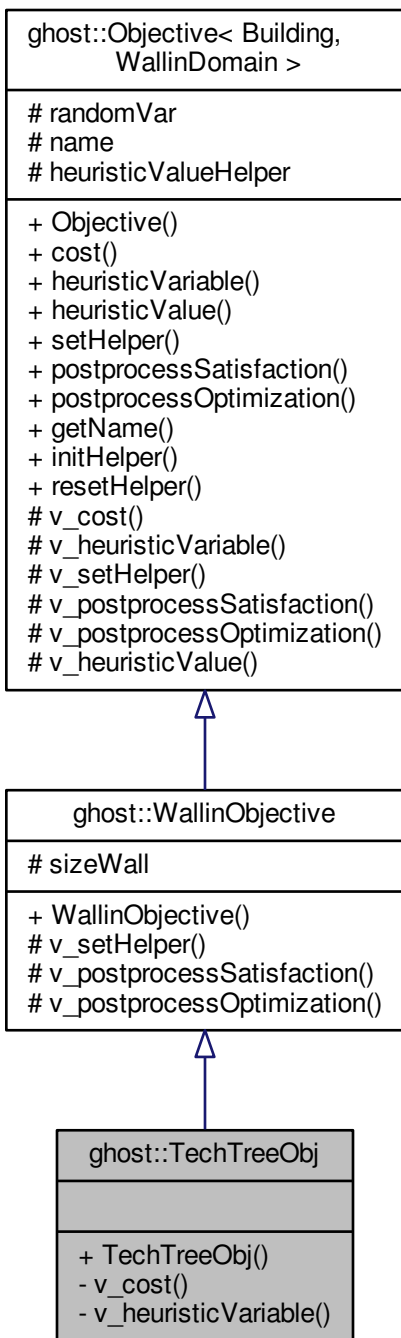 ghost::Objective< Building,
WallinDomain >
# randomVar
# name
# heuristicValueHelper
+ Objective()
+ cost()
+ heuristicVariable()
+ heuristicValue()
+ setHelper()
+ postprocessSatisfaction()
+ postprocessOptimization()
+ getName()
+ initHelper()
+ resetHelper()
# v_cost()
# v_heuristicVariable()
# v_setHelper()
# v_postprocessSatisfaction()
# v_postprocessOptimization()
# v_heuristicValue()
ghost::WallinObjective
# sizeWall
+ WallinObjective()
# v_setHelper()
# v_postprocessSatisfaction()
# v_postprocessOptimization()
ghost::TechTreeObj
+ TechTreeObj()
- v_cost()
- v_heuristicVariable()